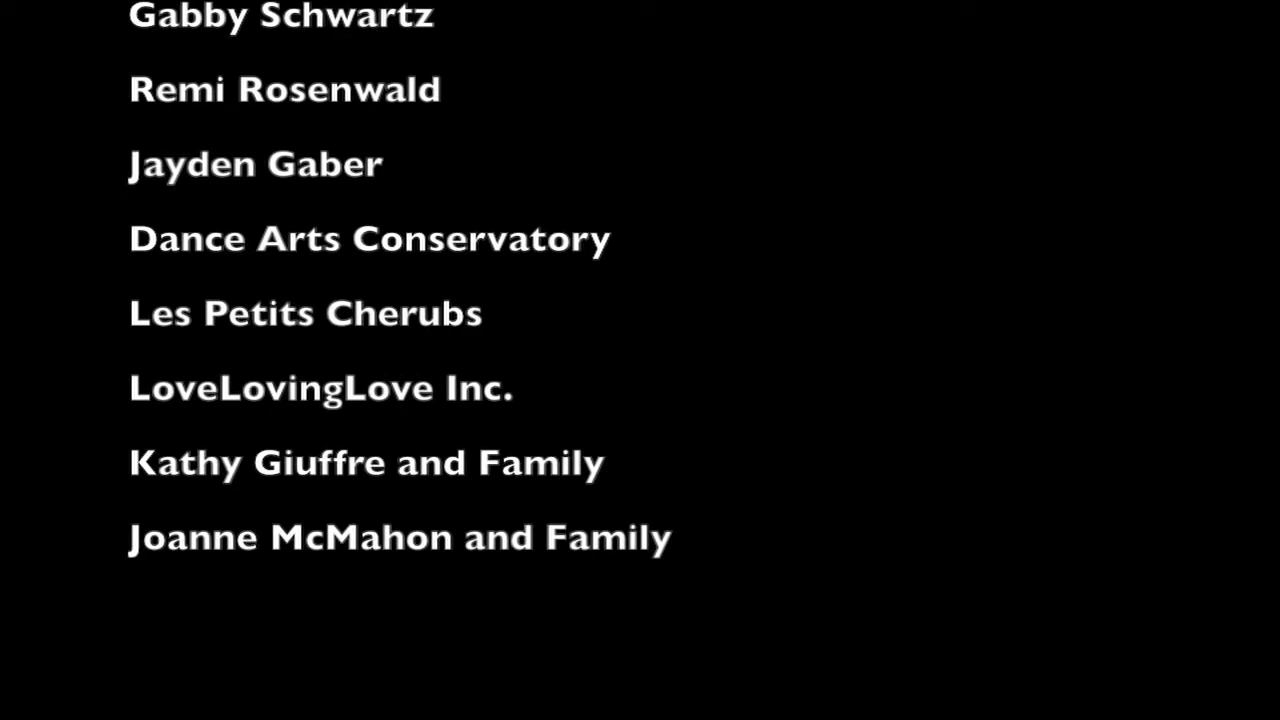 Gabby Schwartz
Remi Rosenwald
Jayden Gaber
Dance Arts Conservatory
Les Petits Cherubs
LoveLovingLove Inc.
Kathy Giuffre and Family
Joanne McMahon and Family